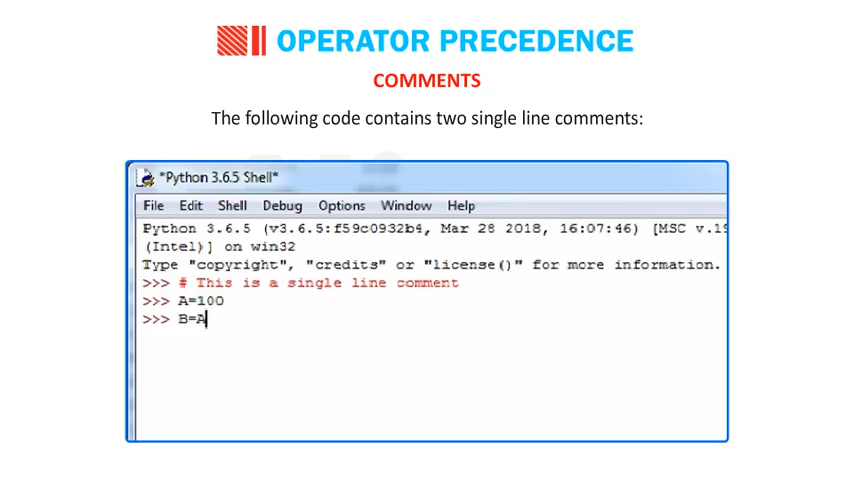 OPERATOR PRECEDENCE
COMMENTS
The following code contains two single line comments:
*Python 3.6.5 Shell*
File Edit Shell Debug Options Window Help
Python 3.6.5 (v3.6.5:f59c0932b4, Mar 28 2018, 16:07:46) [MSC v.19
(Intel)] on win32
Type "copyright", "credits" or "license()" for more information.
>>> # This is a single line comment
>>> A=100
>>> B=A